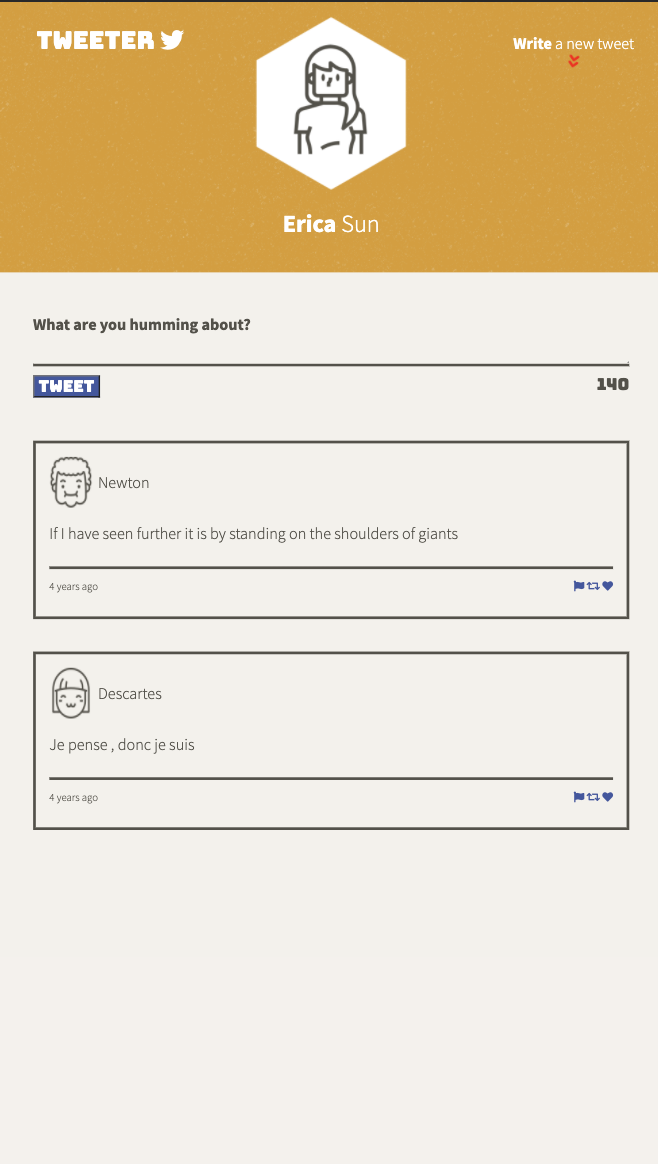 TWEETER
Write a new tweet
Erica Sun
What are you humming about?
TWEET
140
Newton
If I have seen further it is by standing on the shoulders of giants
4 years ago
Descartes
Je pense , donc je suis
4 years ago